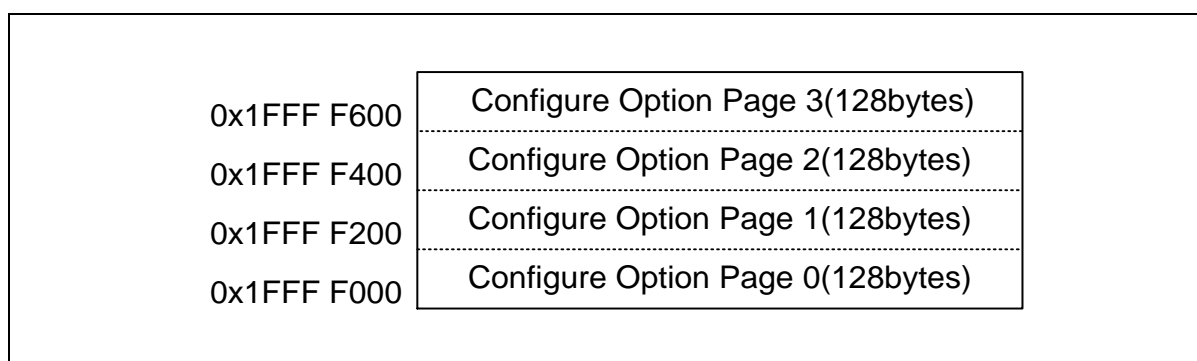 Configure Option Page 3(128bytes)
0x1FFF F600
Configure Option Page 2(128bytes)
0x1FFF F400
Configure Option Page 1(128bytes)
0x1FFF F200
Configure Option Page 0(128bytes)
0x1FFF F000